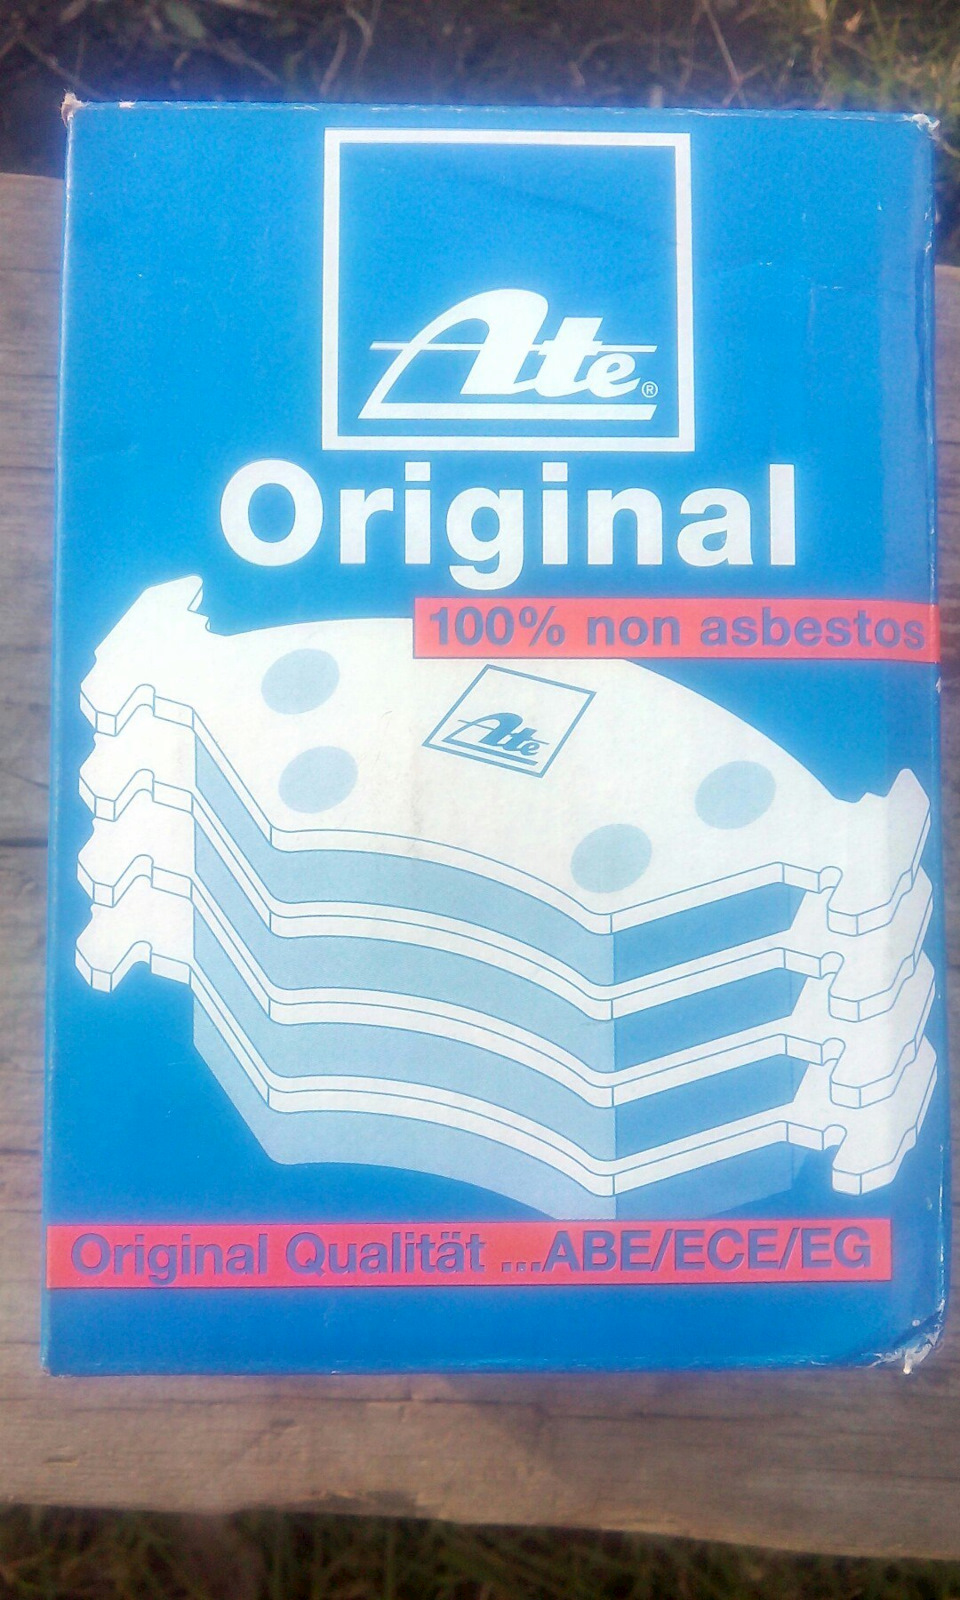 Ate®
Original
100% non asbestos
Ate
Original Qualität ...ABE/ECE/EG